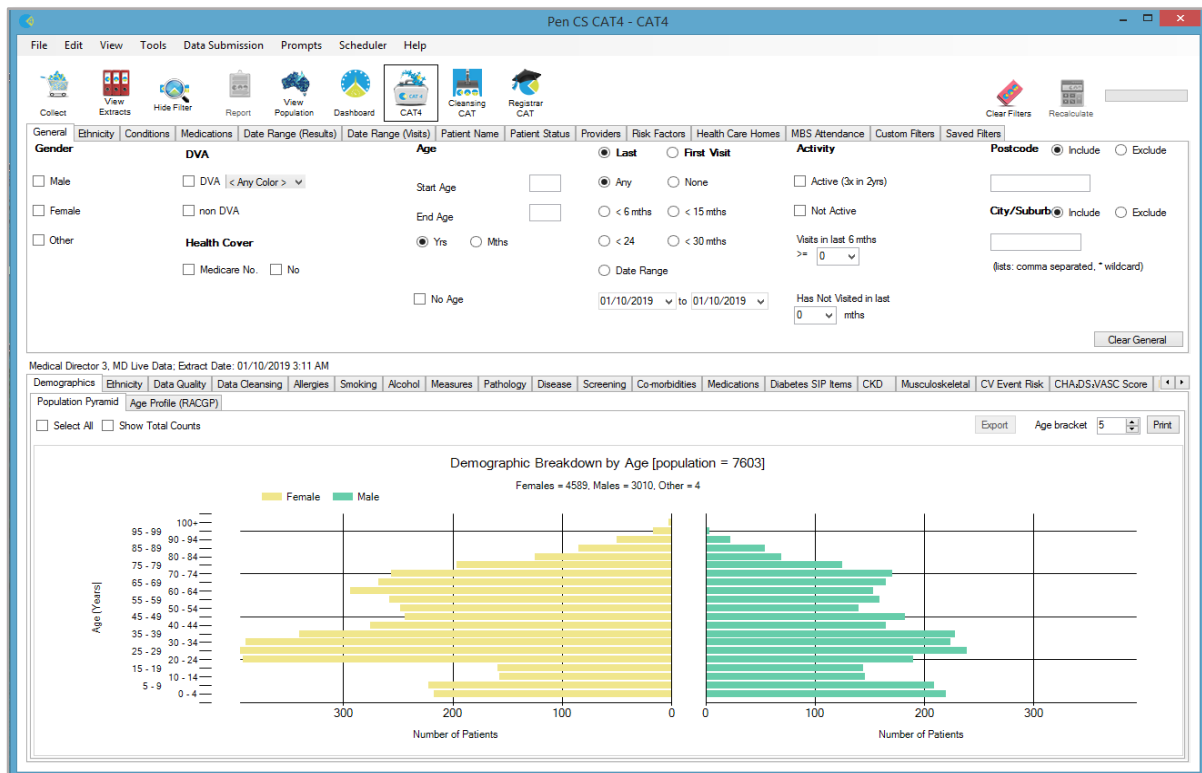 Pen CS CAT4 - CAT4
File Edit View Tools Data Submission Prompts Scheduler Help
Collect View Extracts Hide Filter Report View Population Dashboard CAT4 Cleansing CAT Registrar CAT Clear Filters Recalculate
General Ethnicity Conditions Medications Date Range (Results) Date Range (Visits) Patient Name Patient Status Providers Risk Factors Health Care Homes MBS Attendance Custom Filters Saved Filters
Gender DVA Age Last First Visit Activity Postcode Include Exclude
Male DVA < Any Color > Start Age Any None Active (3x in 2yrs)
Female non DVA End Age < 6 mths < 15 mths Not Active City/Suburb Include Exclude
Other Health Cover Yrs Mths < 24 < 30 mths Visits in last 6 mths
>= 0
Medicare No. No Date Range (lists: comma separated, * wildcard)
No Age 01/10/2019 to 01/10/2019 Has Not Visited in last
0 mths
Clear General
Medical Director 3, MD Live Data; Extract Date: 01/10/2019 3:11 AM
Demographics Ethnicity Data Quality Data Cleansing Allergies Smoking Alcohol Measures Pathology Disease Screening Co-morbidities Medications Diabetes SIP Items CKD Musculoskeletal CV Event Risk CHA₂DS₂VASC Score
Population Pyramid Age Profile (RACGP)
Select All Show Total Counts Export Age bracket 5 Print
Demographic Breakdown by Age [population = 7603]
Females = 4589, Males = 3010, Other = 4
Female Male
100+
95 - 99
90 - 94
85 - 89
80 - 84
75 - 79
70 - 74
65 - 69
60 - 64
55 - 59
50 - 54
45 - 49
40 - 44
35 - 39
30 - 34
25 - 29
20 - 24
15 - 19
10 - 14
5 - 9
0 - 4
Age [Years]
300 200 100 0 0 100 200 300
Number of Patients Number of Patients